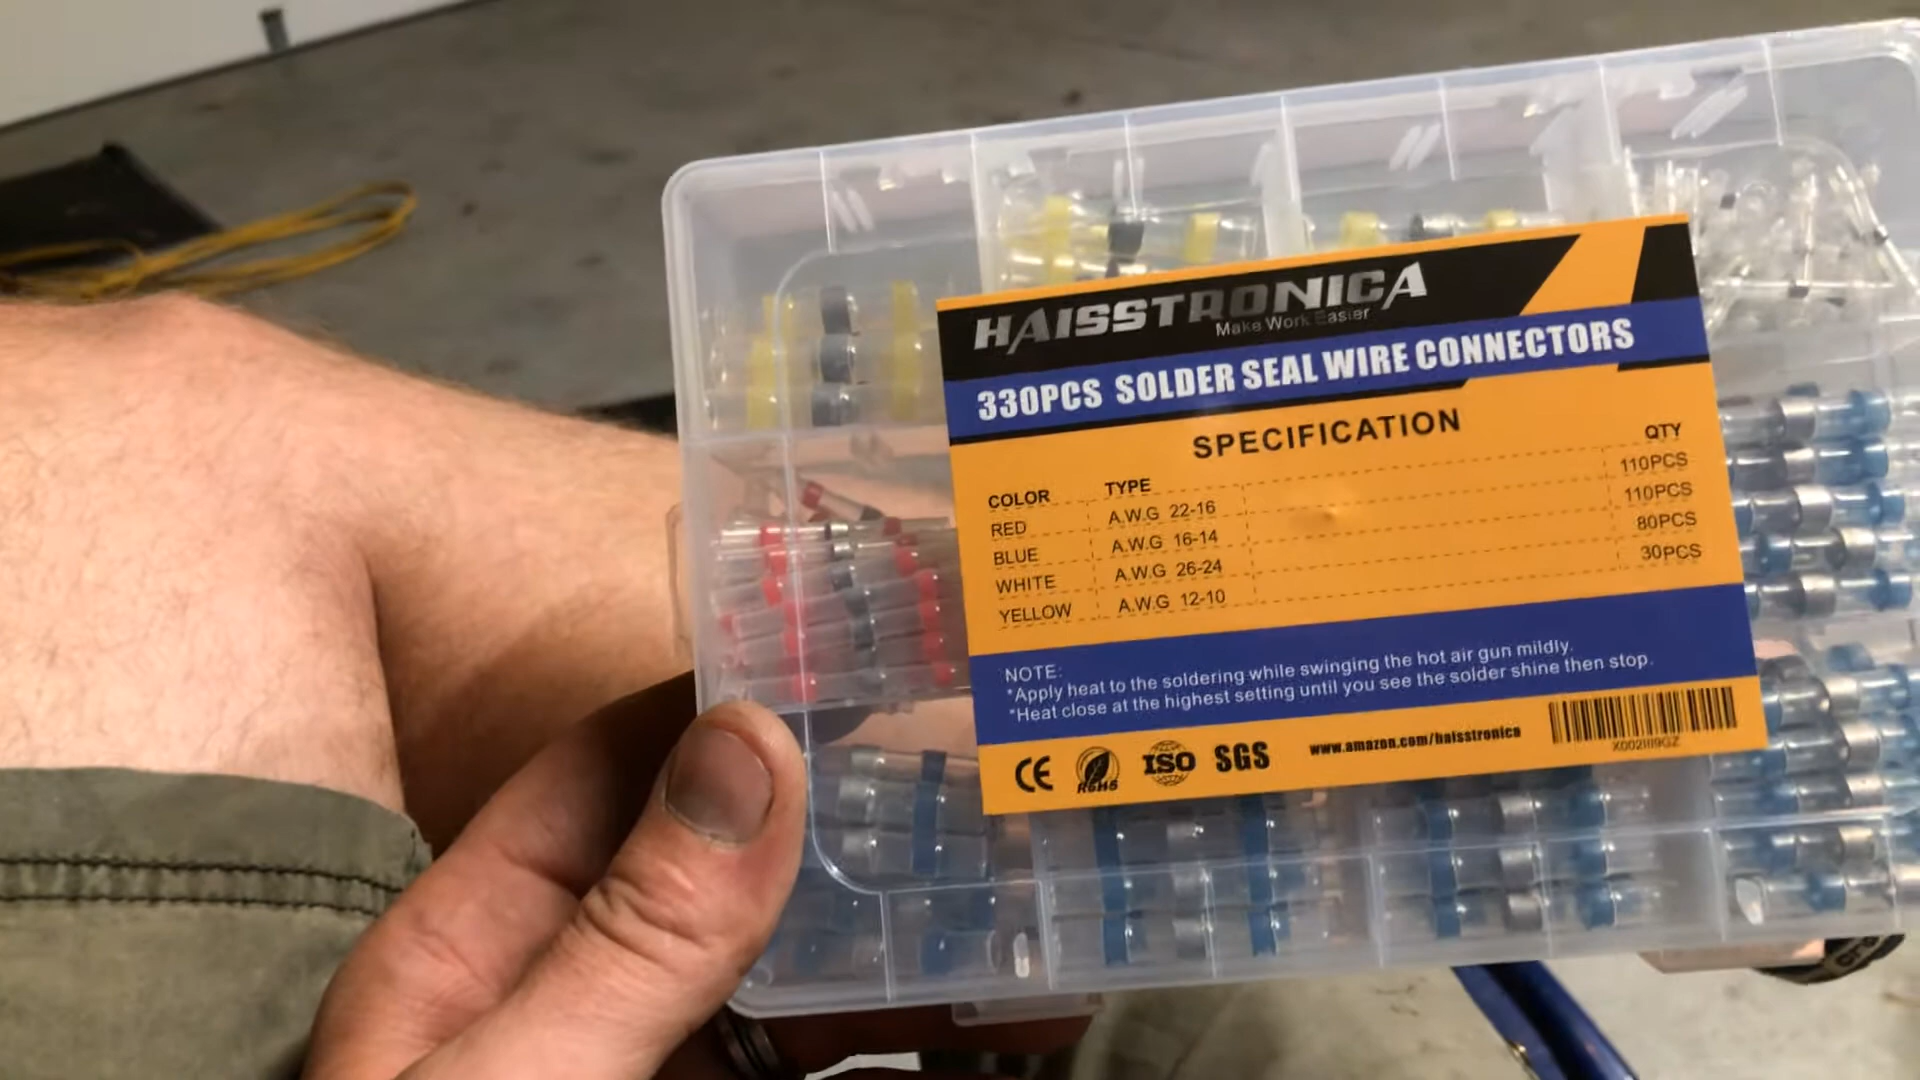 HAISSTRONICA
Make Work Easier
330PCS SOLDER SEAL WIRE CONNECTORS
SPECIFICATION
COLOR TYPE QTY
RED A.W.G 22-16 110PCS
BLUE A.W.G 16-14 110PCS
WHITE A.W.G 26-24 80PCS
YELLOW A.W.G 12-10 30PCS
NOTE:
*Apply heat to the soldering while swinging the hot air gun mildly.
*Heat close at the highest setting until you see the solder shine then stop.
CE RoHS ISO SGS www.amazon.com/haisstronica